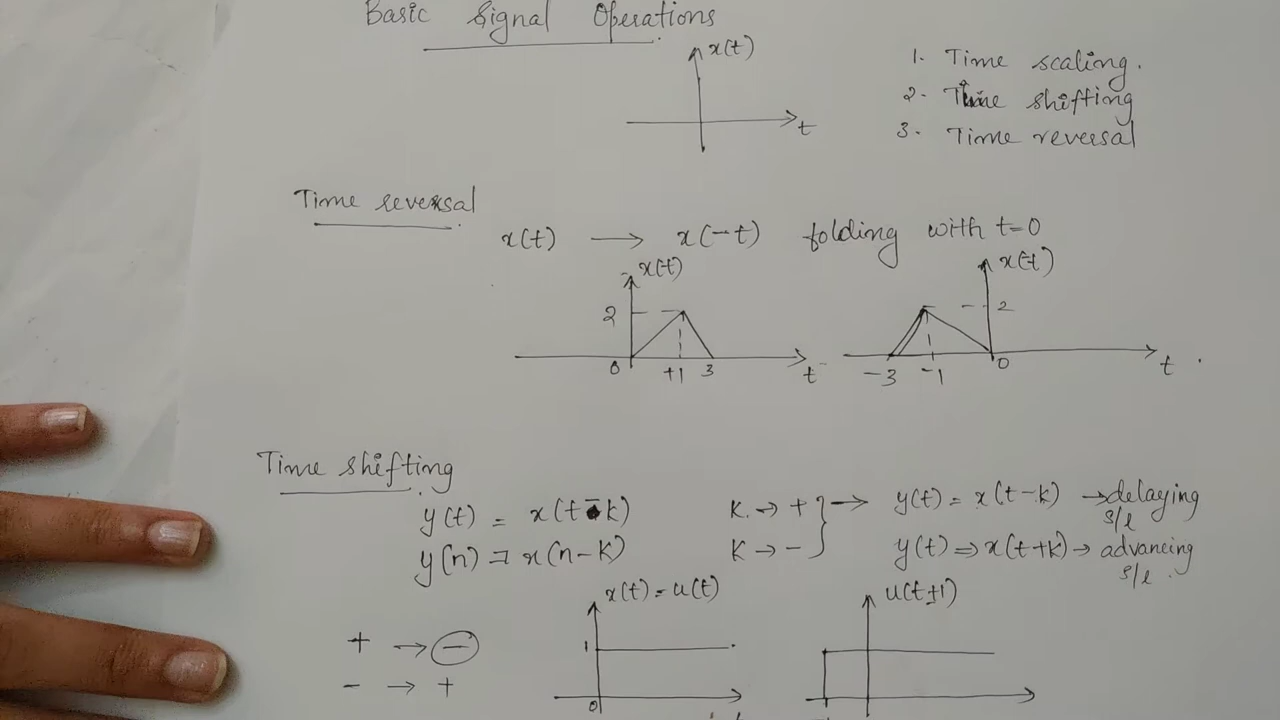 Basic Signal Operations
x(t)
t
1. Time scaling.
2. Time shifting
3. Time reversal
Time reversal
x(t) → x(-t) folding with t=0
x(t)
2
0 +1 3 t
x(-t)
2
-3 -1 0 t
Time shifting
y(t) = x(t-k) K → + } → y(t) = x(t-k) → delaying s/l
y(n) = x(n-k) K → - y(t) ⇒ x(t+k) → advancing s/l.
x(t) = u(t)
1
0
u(t+1)
+ → -
- → +